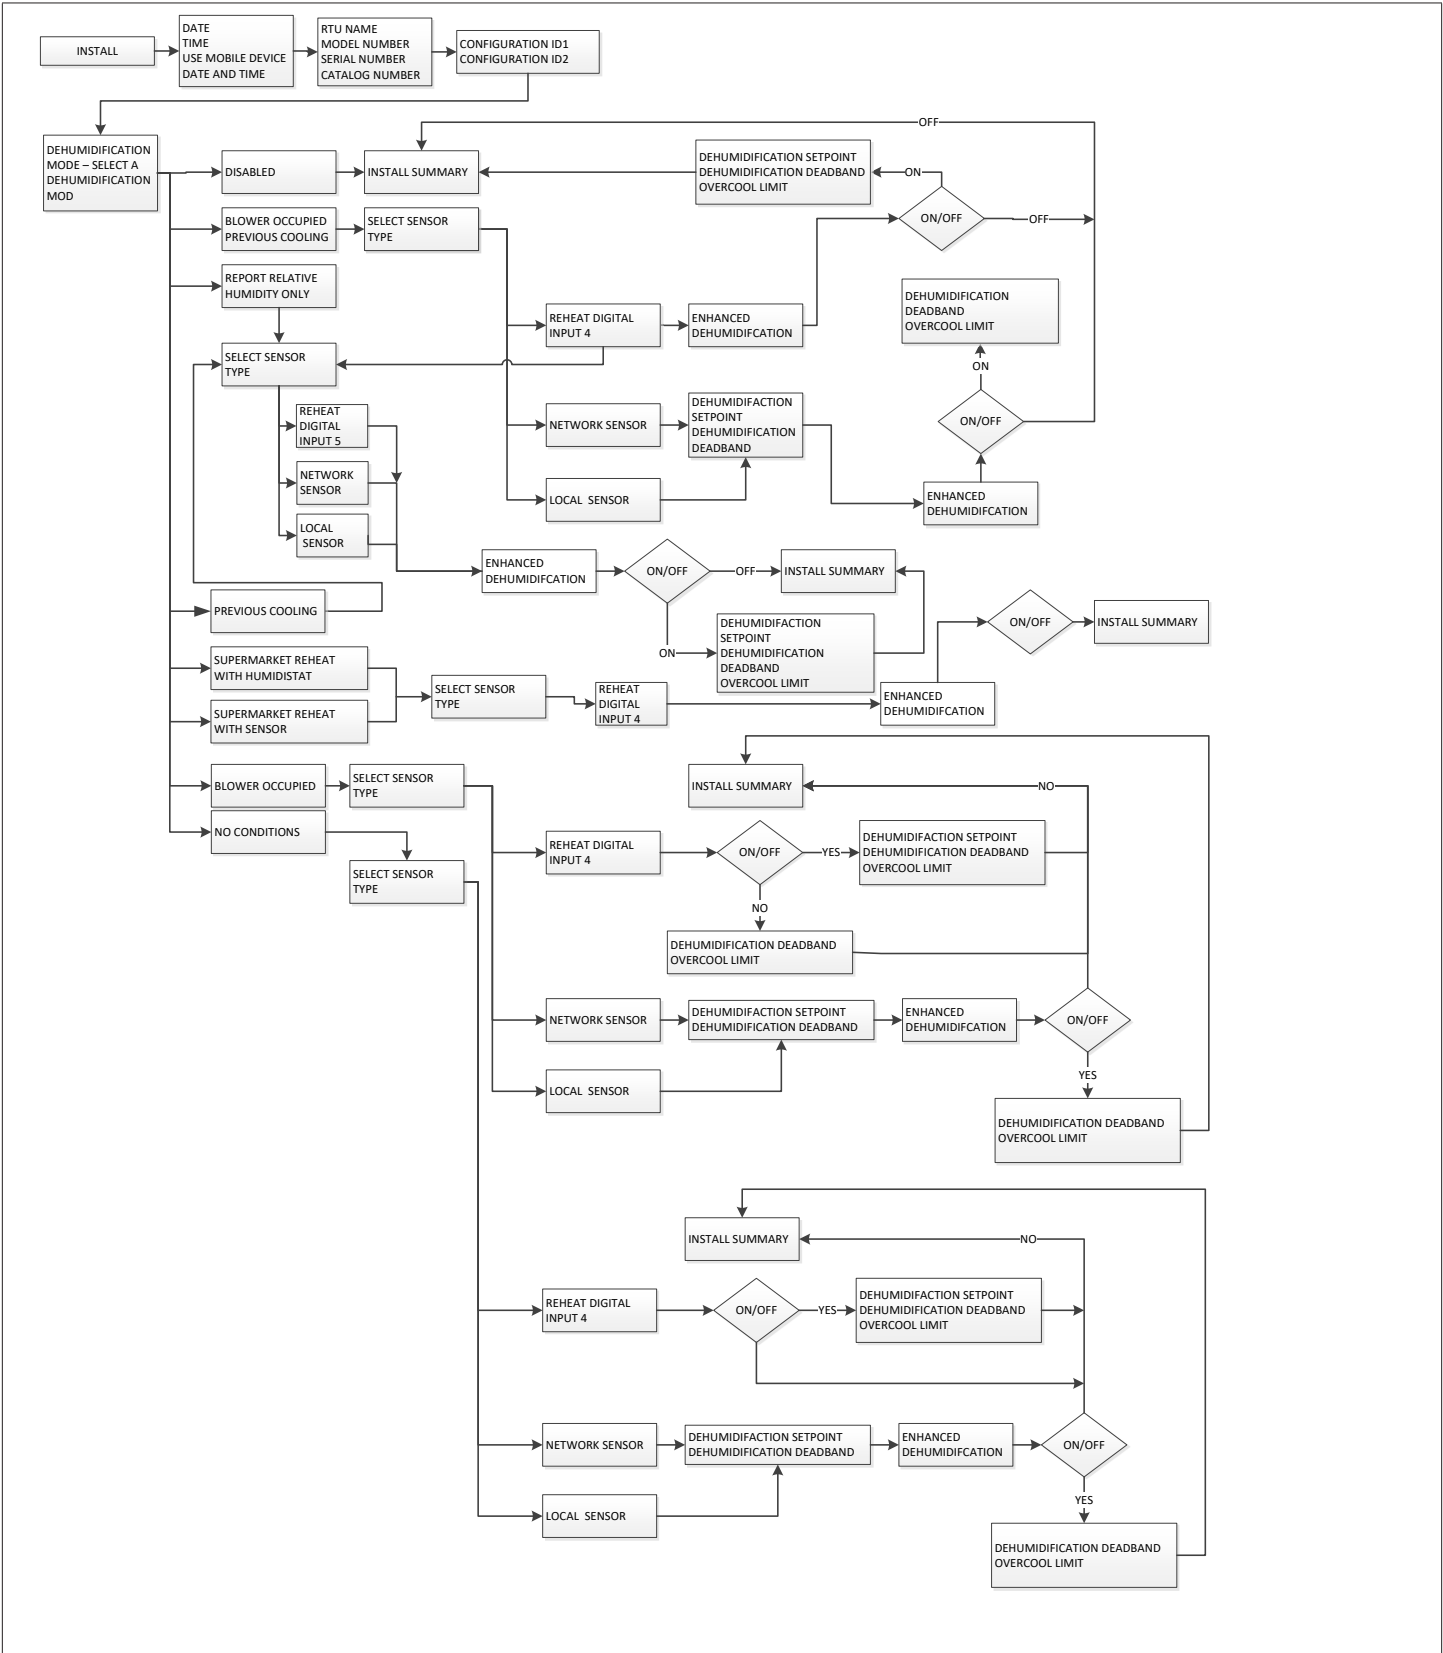 INSTALL
DATE
TIME
USE MOBILE DEVICE
DATE AND TIME
RTU NAME
MODEL NUMBER
SERIAL NUMBER
CATALOG NUMBER
CONFIGURATION ID1
CONFIGURATION ID2
OFF
DEHUMIDIFICATION
MODE – SELECT A
DEHUMIDIFICATION
MOD
DISABLED
INSTALL SUMMARY
DEHUMIDIFICATION SETPOINT
DEHUMIDIFICATION DEADBAND
OVERCOOL LIMIT
ON
BLOWER OCCUPIED
PREVIOUS COOLING
SELECT SENSOR
TYPE
ON/OFF
OFF
REPORT RELATIVE
HUMIDITY ONLY
DEHUMIDIFICATION
DEADBAND
OVERCOOL LIMIT
REHEAT DIGITAL
INPUT 4
ENHANCED
DEHUMIDIFCATION
SELECT SENSOR
TYPE
ON
REHEAT
DIGITAL
INPUT 5
NETWORK SENSOR
DEHUMIDIFACTION
SETPOINT
DEHUMIDIFICATION
DEADBAND
ON/OFF
NETWORK
SENSOR
LOCAL  SENSOR
ENHANCED
DEHUMIDIFCATION
LOCAL
SENSOR
ENHANCED
DEHUMIDIFCATION
ON/OFF
OFF
INSTALL SUMMARY
PREVIOUS COOLING
ON
DEHUMIDIFACTION
SETPOINT
DEHUMIDIFICATION
DEADBAND
OVERCOOL LIMIT
ON/OFF
INSTALL SUMMARY
SUPERMARKET REHEAT
WITH HUMIDISTAT
SELECT SENSOR
TYPE
REHEAT
DIGITAL
INPUT 4
ENHANCED
DEHUMIDIFCATION
SUPERMARKET REHEAT
WITH SENSOR
BLOWER OCCUPIED
SELECT SENSOR
TYPE
INSTALL SUMMARY
NO
NO CONDITIONS
REHEAT DIGITAL
INPUT 4
ON/OFF
YES
DEHUMIDIFACTION SETPOINT
DEHUMIDIFICATION DEADBAND
OVERCOOL LIMIT
SELECT SENSOR
TYPE
NO
DEHUMIDIFICATION DEADBAND
OVERCOOL LIMIT
NETWORK SENSOR
DEHUMIDIFACTION SETPOINT
DEHUMIDIFICATION DEADBAND
ENHANCED
DEHUMIDIFCATION
ON/OFF
LOCAL  SENSOR
YES
DEHUMIDIFICATION DEADBAND
OVERCOOL LIMIT
INSTALL SUMMARY
NO
REHEAT DIGITAL
INPUT 4
ON/OFF
YES
DEHUMIDIFACTION SETPOINT
DEHUMIDIFICATION DEADBAND
OVERCOOL LIMIT
NETWORK SENSOR
DEHUMIDIFACTION SETPOINT
DEHUMIDIFICATION DEADBAND
ENHANCED
DEHUMIDIFCATION
ON/OFF
LOCAL  SENSOR
YES
DEHUMIDIFICATION DEADBAND
OVERCOOL LIMIT